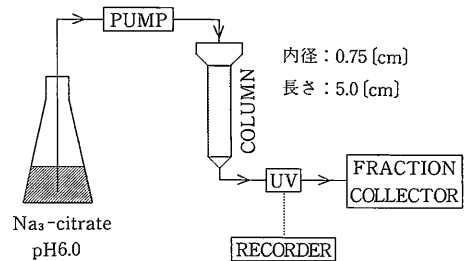 PUMP
内径：0.75〔cm〕
長さ：5.0〔cm〕
COLUMN
UV
FRACTION
COLLECTOR
Na₃-citrate
pH6.0
RECORDER